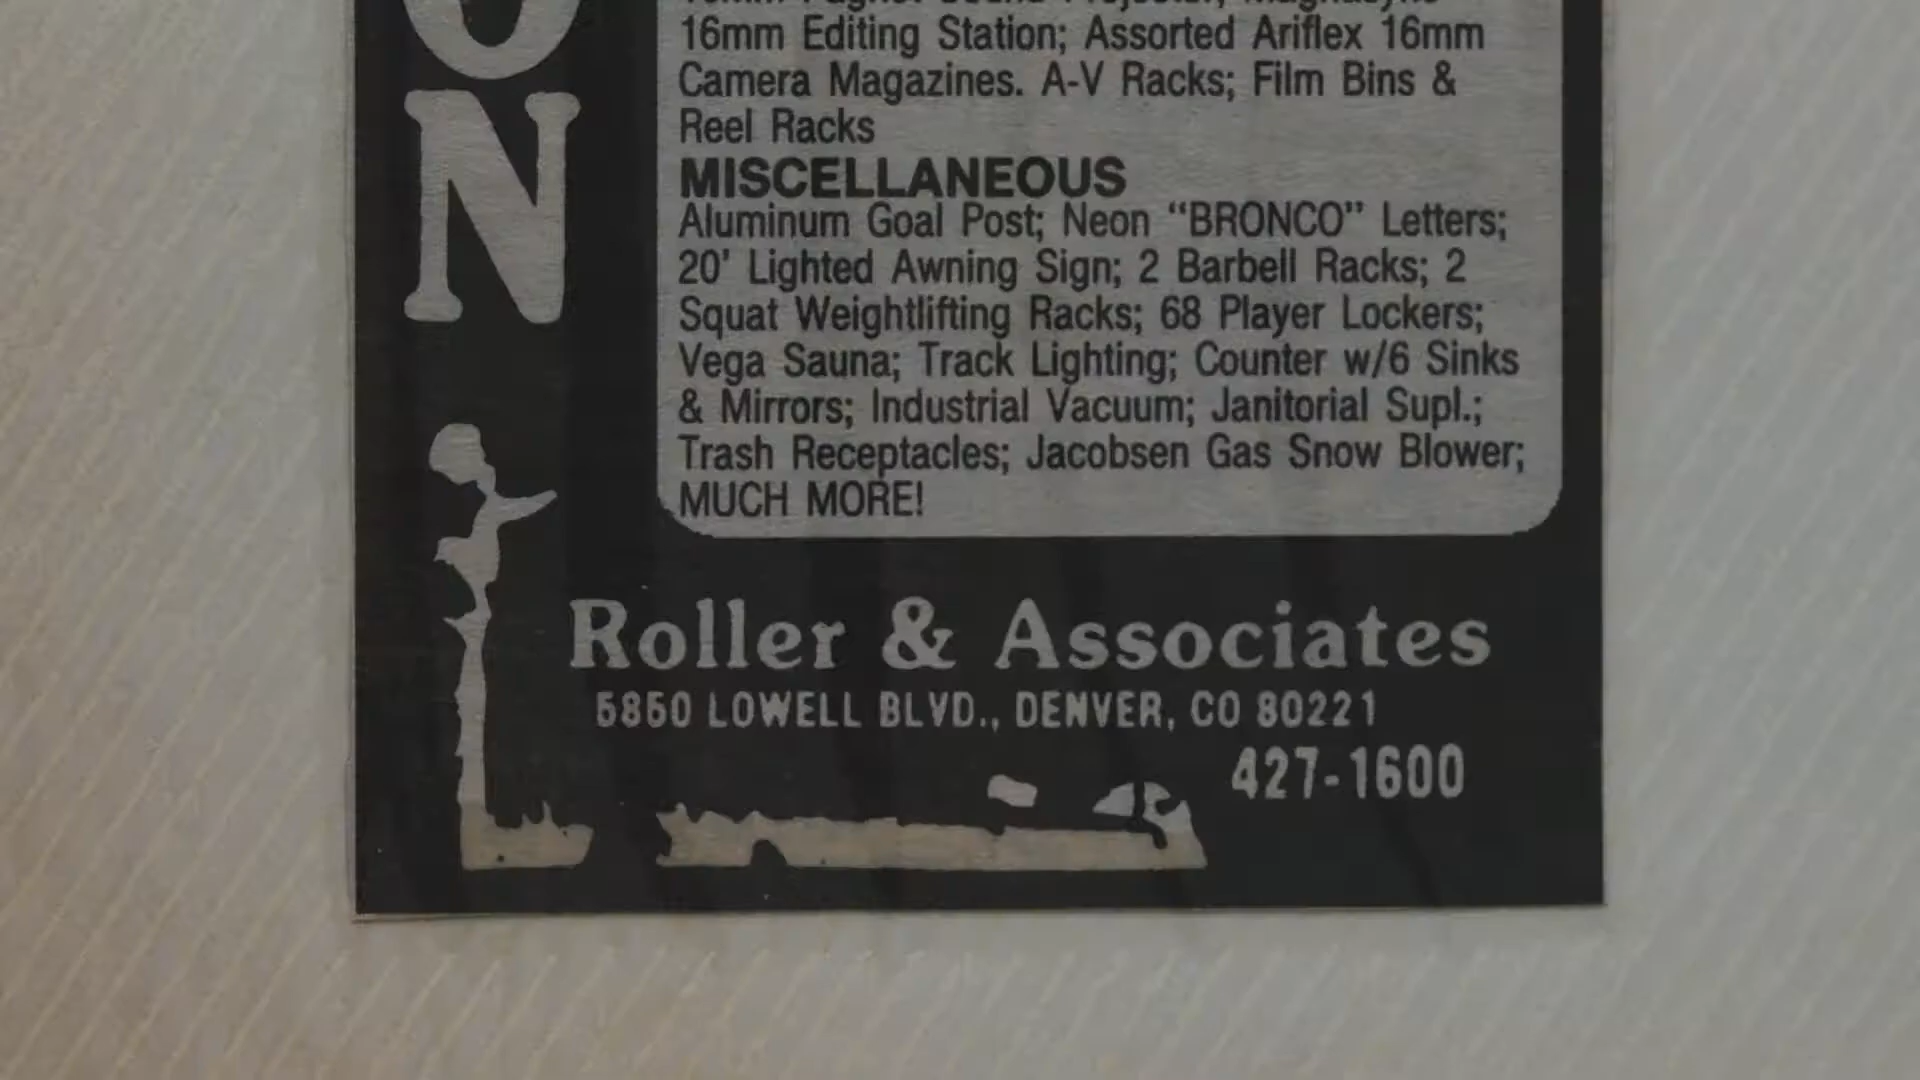 ON
16mm Editing Station; Assorted Ariflex 16mm
Camera Magazines. A-V Racks; Film Bins &
Reel Racks
MISCELLANEOUS
Aluminum Goal Post; Neon “BRONCO” Letters;
20' Lighted Awning Sign; 2 Barbell Racks; 2
Squat Weightlifting Racks; 68 Player Lockers;
Vega Sauna; Track Lighting; Counter w/6 Sinks
& Mirrors; Industrial Vacuum; Janitorial Supl.;
Trash Receptacles; Jacobsen Gas Snow Blower;
MUCH MORE!
Roller & Associates
LOWELL BLVD., DENVER, CO 80221
427-1600